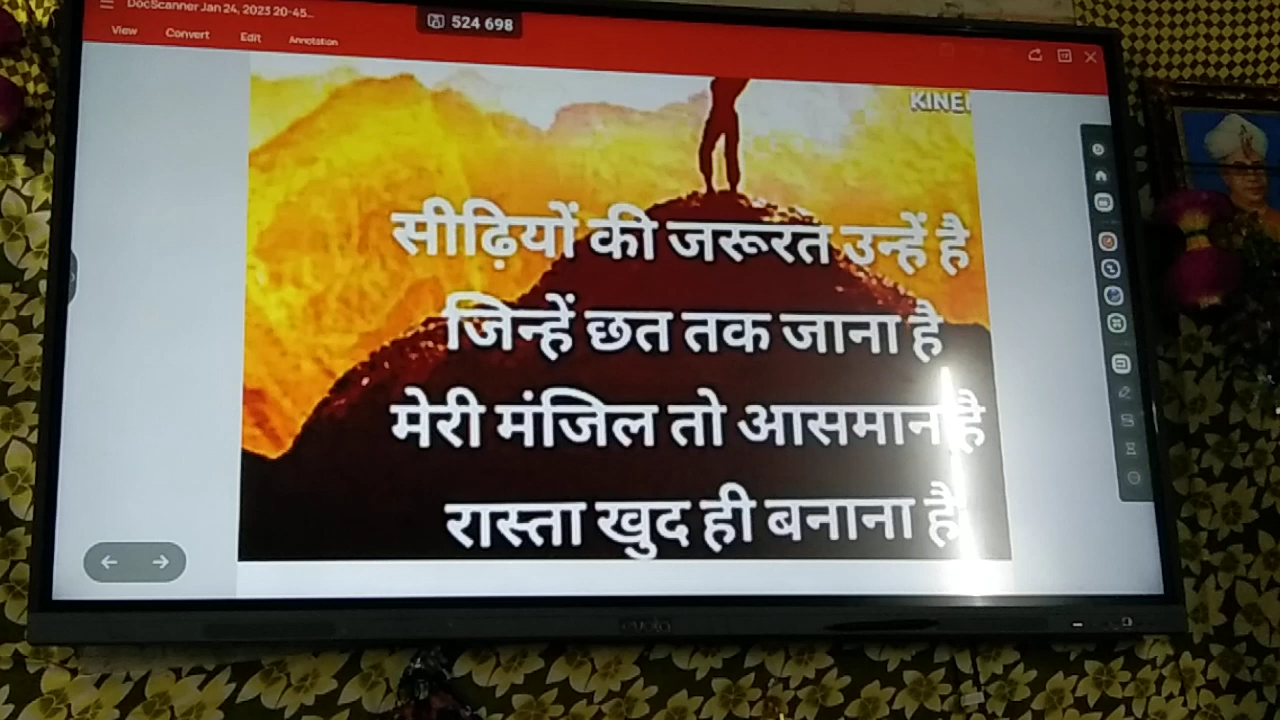 DocScanner Jan 24, 2023 20-45...
524 698
View Convert Edit Annotation
KINE
सीढ़ियों की जरूरत उन्हें है
जिन्हें छत तक जाना है
मेरी मंजिल तो आसमान है
रास्ता खुद ही बनाना है